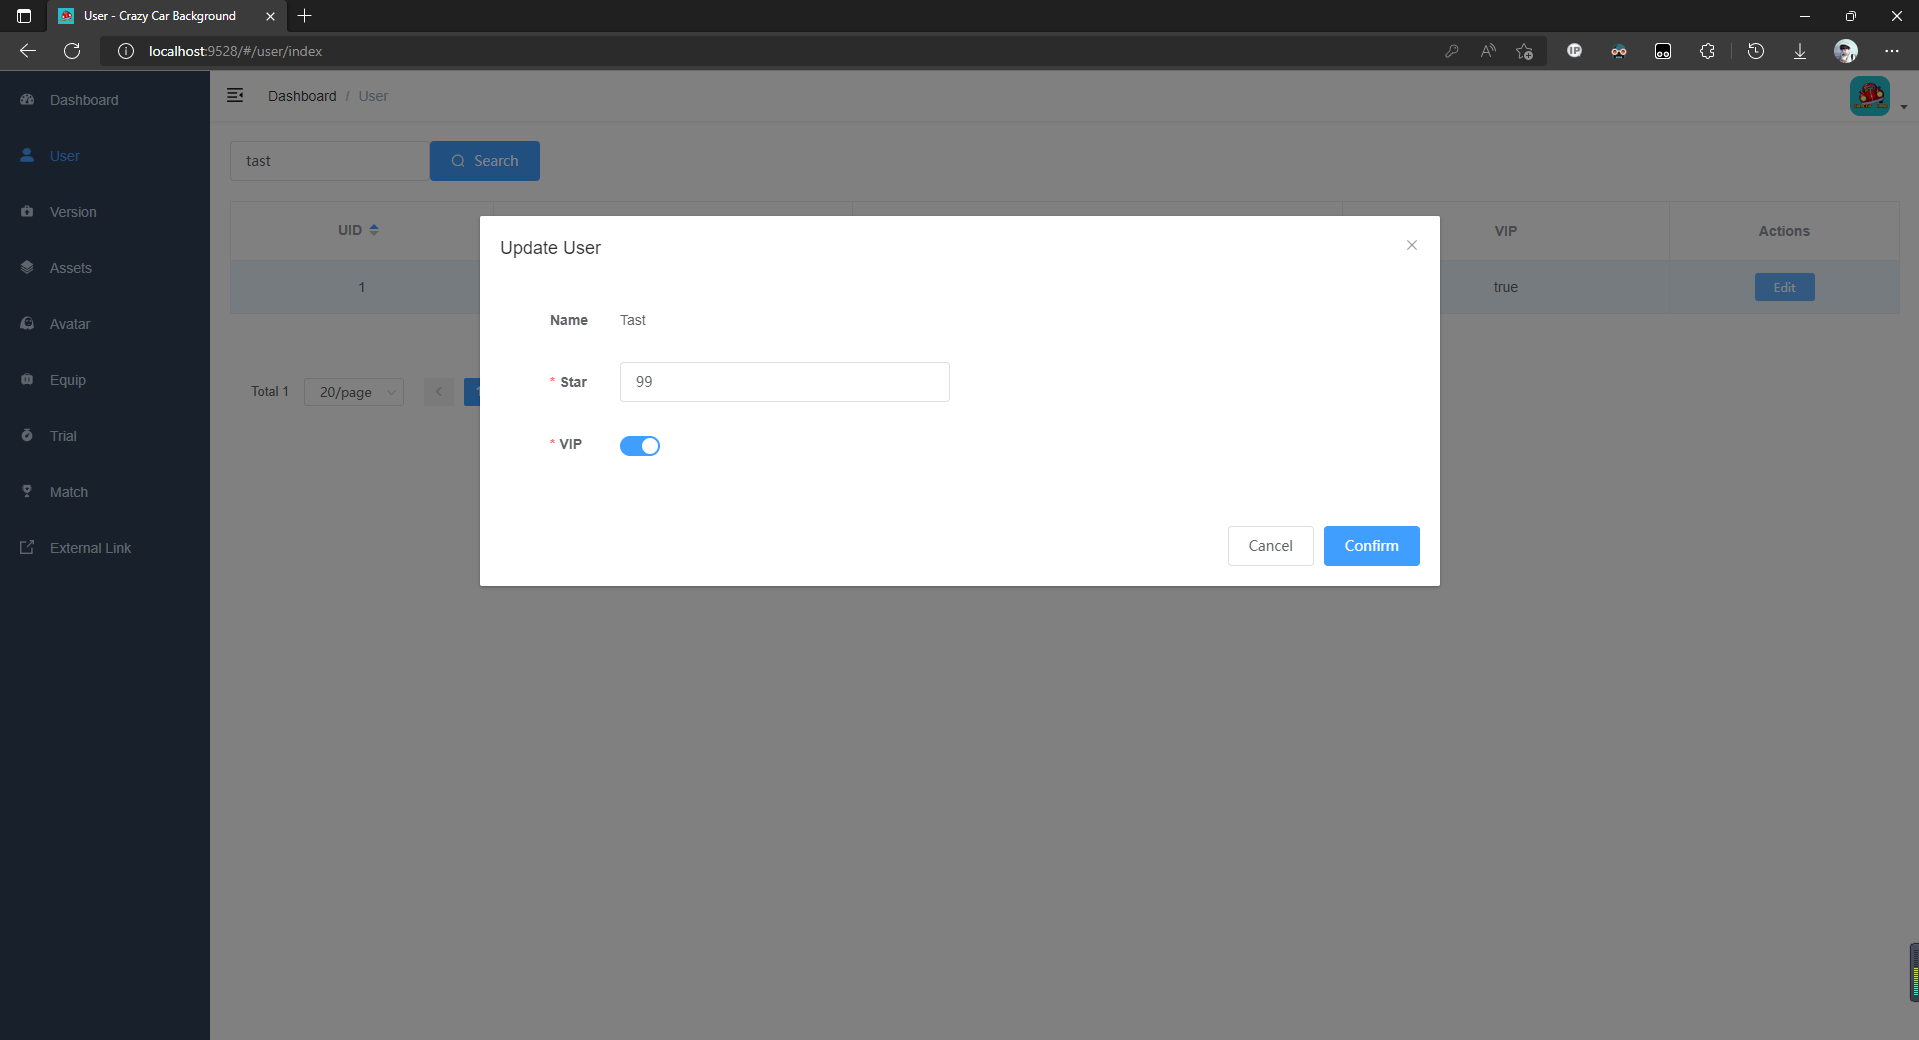 User - Crazy Car Background
localhost:9528/#/user/index
Dashboard
User
Version
Assets
Avatar
Equip
Trial
Match
External Link
Dashboard / User
tast
Search
UID VIP Actions
1 true Edit
Total 1 20/page 1
Update User
Name Tast
* Star 99
* VIP
Cancel Confirm